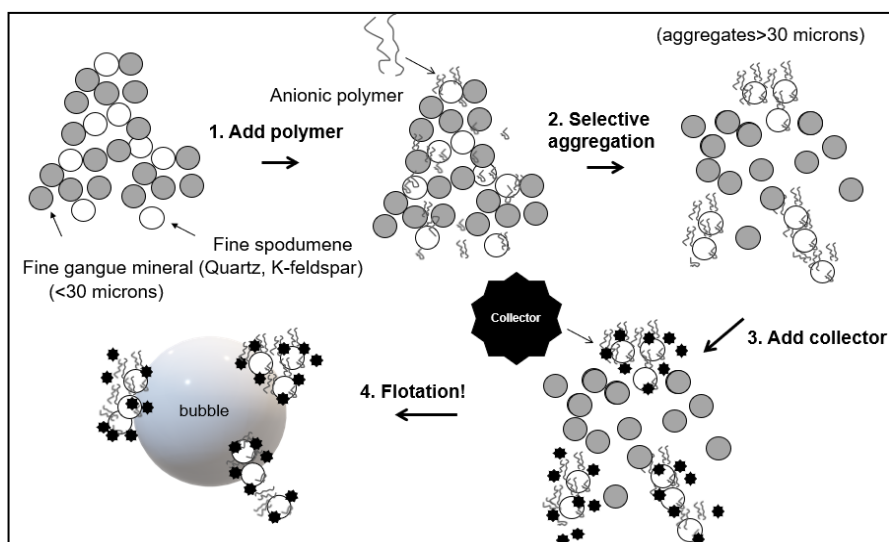 (aggregates>30 microns)
Anionic polymer
1. Add polymer
2. Selective
aggregation
Fine spodumene
Fine gangue mineral (Quartz, K-feldspar)
(<30 microns)
Collector
3. Add collector
4. Flotation!
bubble